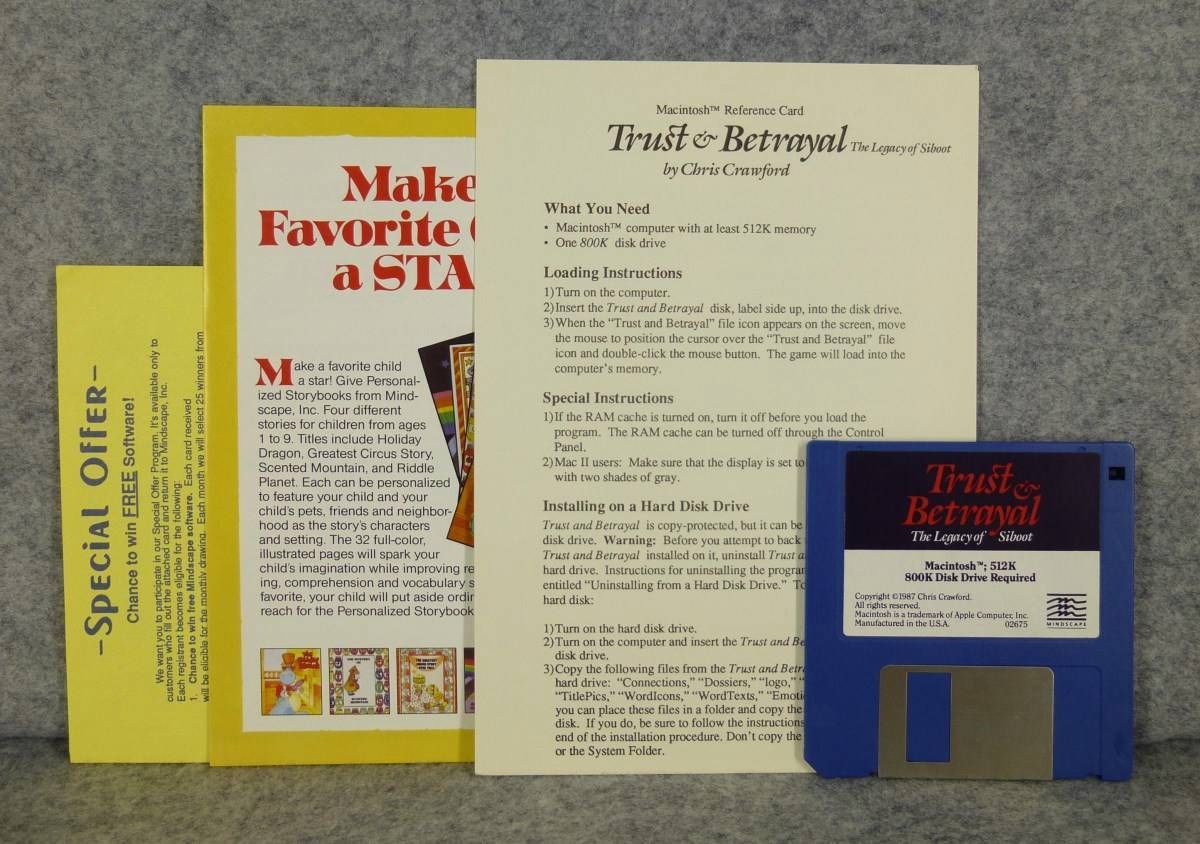 –SPECIAL OFFER–
Chance to win FREE Software!
We want you to participate in our Special Offer Program. It's available only to
customers who fill out the attached card and return it to Mindscape, Inc.
Each registrant becomes eligible for the following:
1. Chance to win free Mindscape software. Each card received
will be eligible for the monthly drawing. Each month we will select 25 winners from
Make
Favorite
a STA
Make a favorite child
a star! Give Personal-
ized Storybooks from Mind-
scape, Inc. Four different
stories for children from ages
1 to 9. Titles include Holiday
Dragon, Greatest Circus Story,
Scented Mountain, and Riddle
Planet. Each can be personalized
to feature your child and your
child's pets, friends and neighbor-
hood as the story's characters
and setting. The 32 full-color,
illustrated pages will spark your
child's imagination while improving re
ing, comprehension and vocabulary s
favorite, your child will put aside ordin
reach for the Personalized Storybook
Macintosh™ Reference Card
Trust & Betrayal The Legacy of Siboot
by Chris Crawford
What You Need
• Macintosh™ computer with at least 512K memory
• One 800K disk drive
Loading Instructions
1)Turn on the computer.
2)Insert the Trust and Betrayal disk, label side up, into the disk drive.
3)When the “Trust and Betrayal” file icon appears on the screen, move
the mouse to position the cursor over the “Trust and Betrayal” file
icon and double-click the mouse button. The game will load into the
computer’s memory.
Special Instructions
1)If the RAM cache is turned on, turn it off before you load the
program. The RAM cache can be turned off through the Control
Panel.
2)Mac II users: Make sure that the display is set to
with two shades of gray.
Installing on a Hard Disk Drive
Trust and Betrayal is copy-protected, but it can be
disk drive. Warning: Before you attempt to back
Trust and Betrayal installed on it, uninstall Trust a
hard drive. Instructions for uninstalling the program
entitled “Uninstalling from a Hard Disk Drive.” To
hard disk:
1)Turn on the hard disk drive.
2)Turn on the computer and insert the Trust and Be
disk drive.
3)Copy the following files from the Trust and Betr
hard drive: “Connections,” “Dossiers,” “logo,” “
“TitlePics,” “WordIcons,” “WordTexts,” “Emoti
you can place these files in a folder and copy the
disk. If you do, be sure to follow the instructions
end of the installation procedure. Don’t copy the
or the System Folder.
Trust &
Betrayal
The Legacy of Siboot
Macintosh™; 512K
800K Disk Drive Required
Copyright ©1987 Chris Crawford.
All rights reserved.
Macintosh is a trademark of Apple Computer, Inc.
Manufactured in the U.S.A. 02675
MINDSCAPE